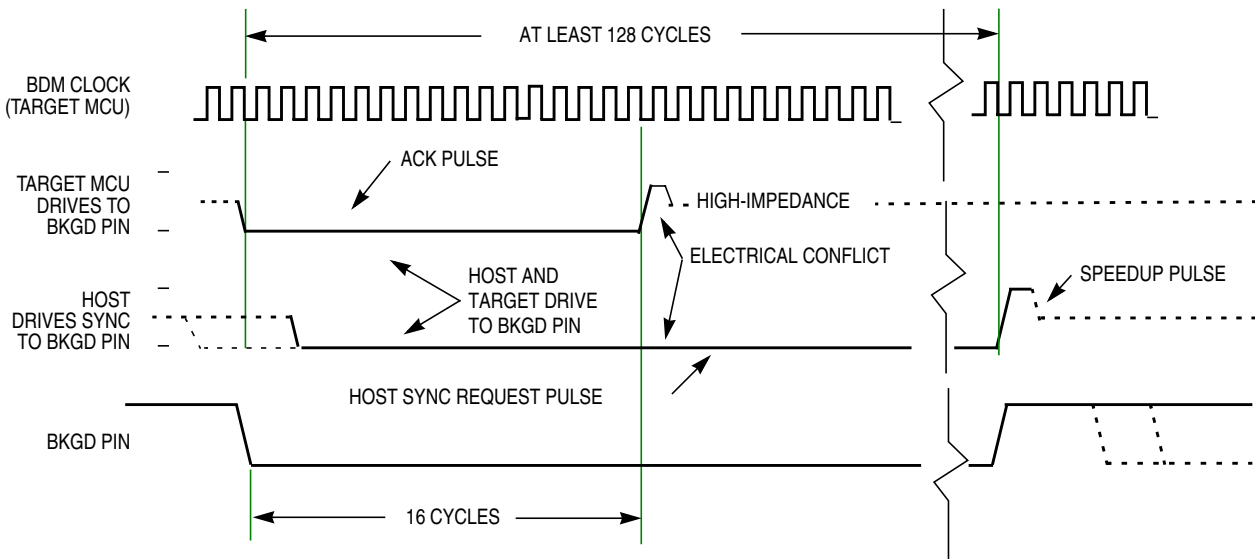 AT LEAST 128 CYCLES
BDM CLOCK
(TARGET MCU)
ACK PULSE
TARGET MCU
DRIVES TO
BKGD PIN
HIGH-IMPEDANCE
ELECTRICAL CONFLICT
HOST AND
TARGET DRIVE
TO BKGD PIN
SPEEDUP PULSE
HOST
DRIVES SYNC
TO BKGD PIN
HOST SYNC REQUEST PULSE
BKGD PIN
16 CYCLES